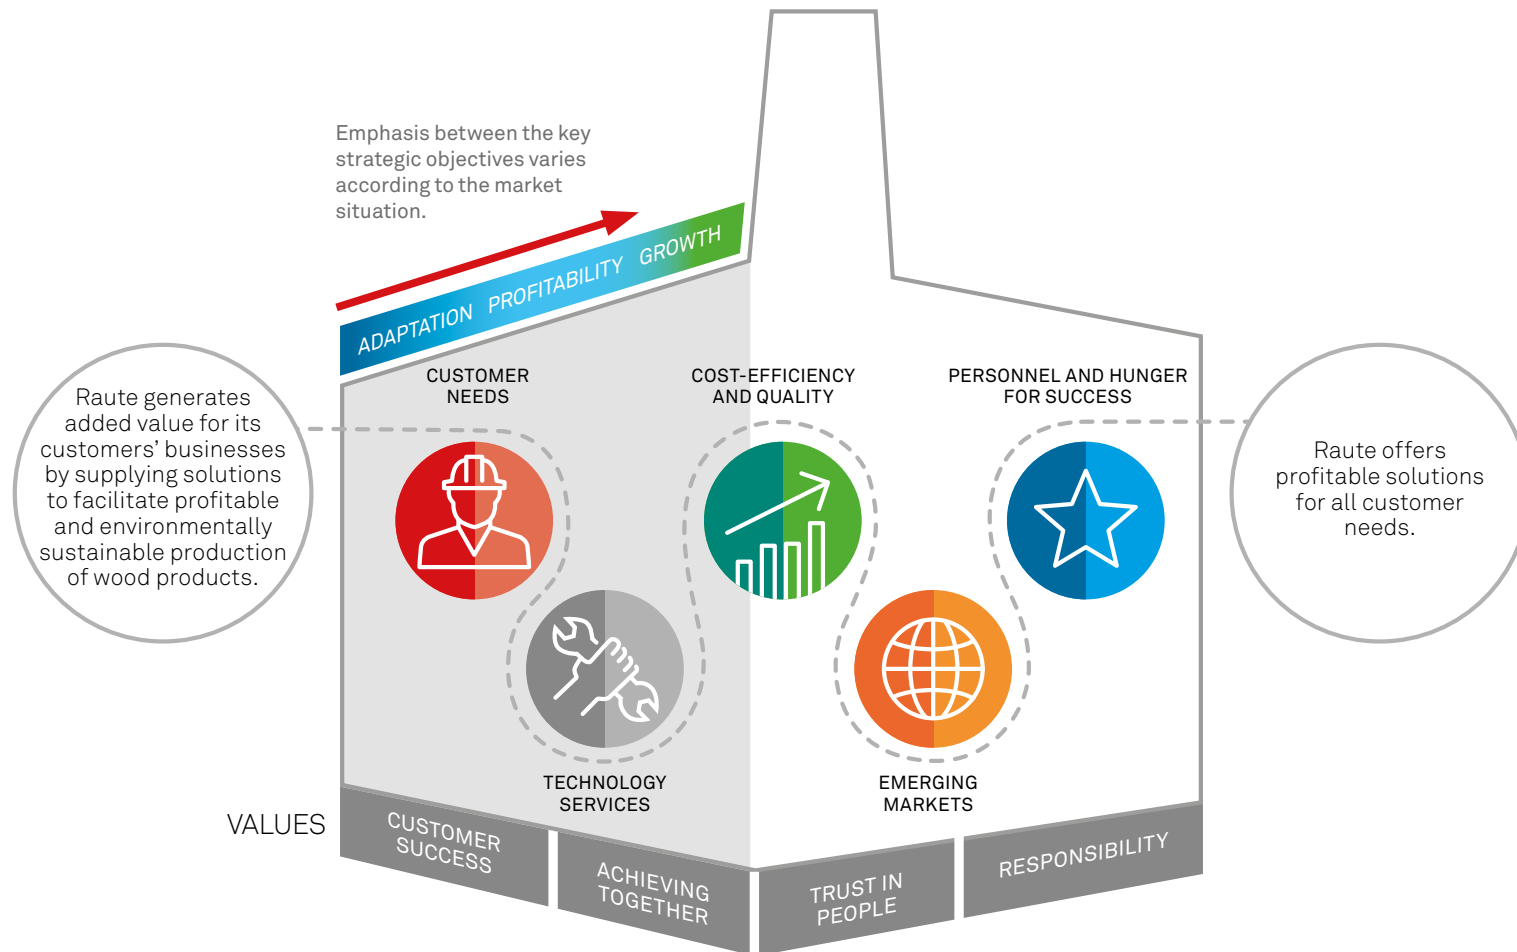 Emphasis between the key
strategic objectives varies
according to the market
situation.
ADAPTATION PROFITABILITY GROWTH
Raute generates
added value for its
customers’ businesses
by supplying solutions
to facilitate profitable
and environmentally
sustainable production
of wood products.
CUSTOMER
NEEDS
COST-EFFICIENCY
AND QUALITY
PERSONNEL AND HUNGER
FOR SUCCESS
Raute offers
profitable solutions
for all customer
needs.
TECHNOLOGY
SERVICES
EMERGING
MARKETS
VALUES
CUSTOMER
SUCCESS
ACHIEVING
TOGETHER
TRUST IN
PEOPLE
RESPONSIBILITY